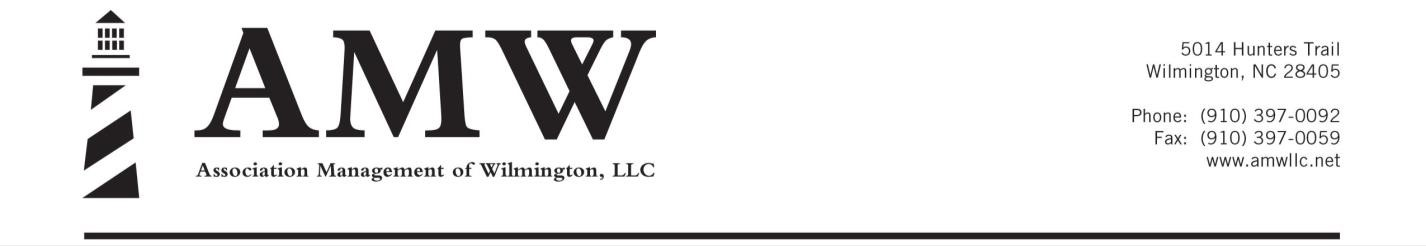 AMW
Association Management of Wilmington, LLC
5014 Hunters Trail
Wilmington, NC 28405
Phone: (910) 397-0092
Fax: (910) 397-0059
www.amwllc.net